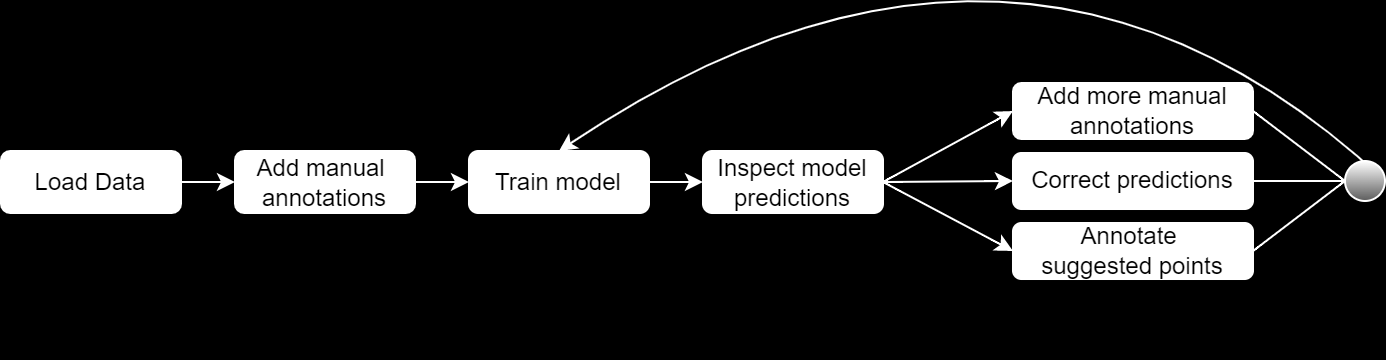 Load Data
Add manual
annotations
Train model
Inspect model
predictions
Add more manual
annotations
Correct predictions
Annotate
suggested points